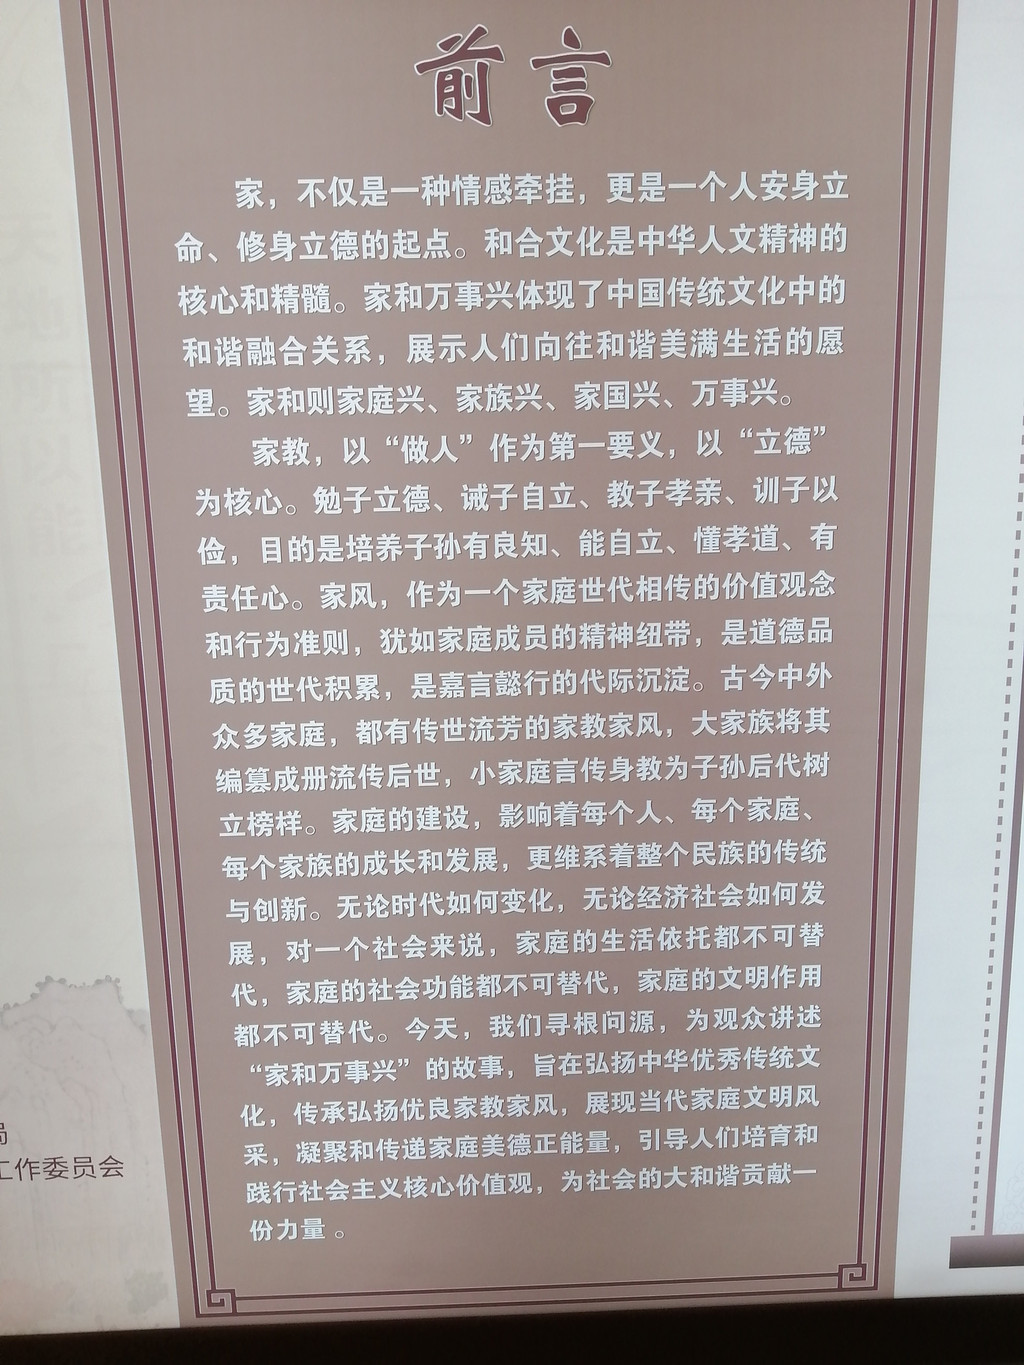 前言
家，不仅是一种情感牵挂，更是一个人安身立
命、修身立德的起点。和合文化是中华人文精神的
核心和精髓。家和万事兴体现了中国传统文化中的
和谐融合关系，展示人们向往和谐美满生活的愿
望。家和则家庭兴、家族兴、家国兴、万事兴。
家教，以“做人”作为第一要义，以“立德”
为核心。勉子立德、诫子自立、教子孝亲、训子以
俭，目的是培养子孙有良知、能自立、懂孝道、有
责任心。家风，作为一个家庭世代相传的价值观念
和行为准则，犹如家庭成员的精神纽带，是道德品
质的世代积累，是嘉言懿行的代际沉淀。古今中外
众多家庭，都有传世流芳的家教家风，大家族将其
编纂成册流传后世，小家庭言传身教为子孙后代树
立榜样。家庭的建设，影响着每个人、每个家庭、
每个家族的成长和发展，更维系着整个民族的传统
与创新。无论时代如何变化，无论经济社会如何发
展，对一个社会来说，家庭的生活依托都不可替
代，家庭的社会功能都不可替代，家庭的文明作用
都不可替代。今天，我们寻根问源，为观众讲述
“家和万事兴”的故事，旨在弘扬中华优秀传统文
化，传承弘扬优良家教家风，展现当代家庭文明风
采，凝聚和传递家庭美德正能量，引导人们培育和
践行社会主义核心价值观，为社会的大和谐贡献一
份力量。
局
工作委员会